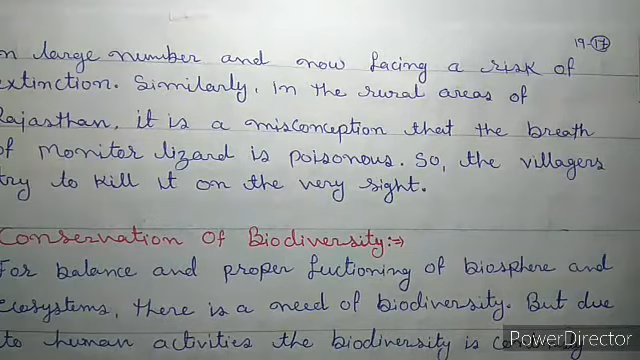 19-17
n large number and now facing a risk of
extinction. Similarly, in the rural areas of
Rajasthan, it is a misconception that the breath
of monitor lizard is poisonous. So, the villagers
try to kill it on the very sight.
Conservation of Biodiversity:⇒
For balance and proper fuctioning of biosphere and
ecosystems, there is a need of biodiversity. But due
to human activities the biodiversity is
PowerDirector